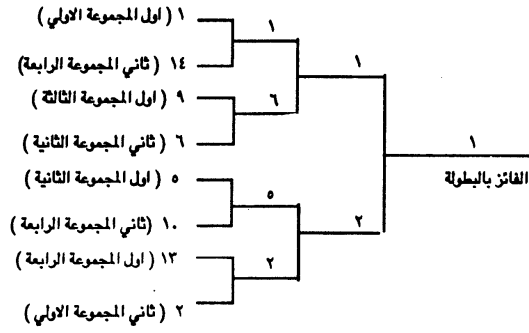 ١ ( اول المجموعة الاولي )
١٤ ( ثاني المجموعة الرابعة)
٩ ( اول المجموعة الثالثة )
٦ ( ثاني المجموعة الثانية )
٥ ( اول المجموعة الثانية )
١٠ (ثاني المجموعة الرابعة )
١٣ ( اول المجموعة الرابعة )
٢ ( ثاني المجموعة الاولي )
١
٦
٥
٢
١
٢
١
الفائز بالبطولة